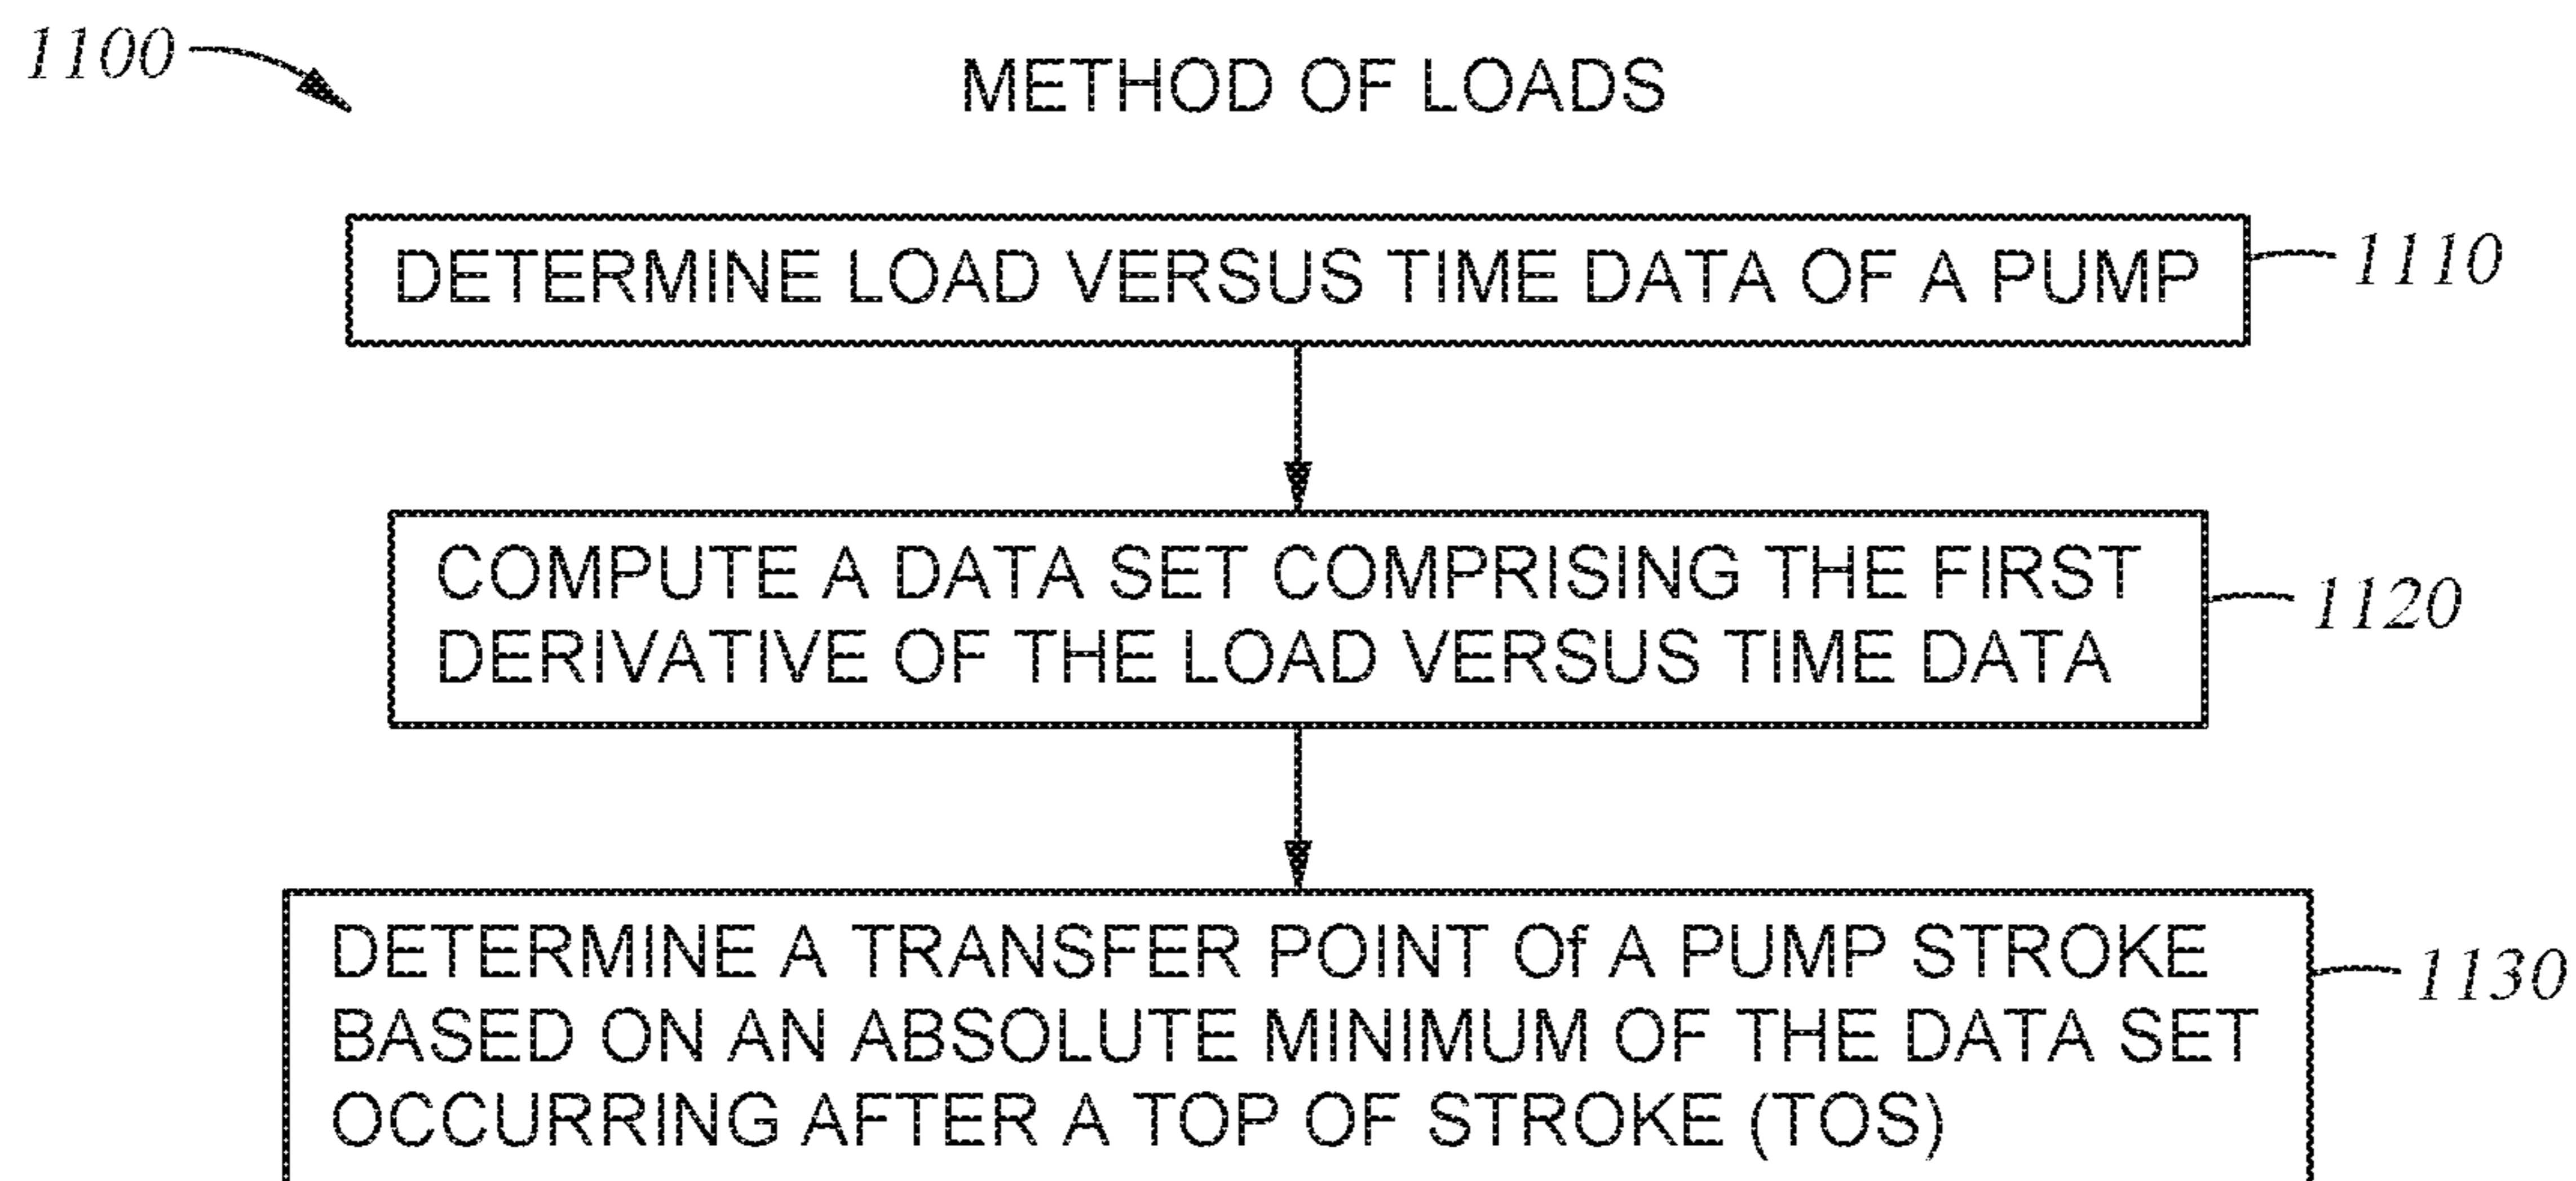 1100
METHOD OF LOADS
DETERMINE LOAD VERSUS TIME DATA OF A PUMP
1110
COMPUTE A DATA SET COMPRISING THE FIRST
DERIVATIVE OF THE LOAD VERSUS TIME DATA
1120
DETERMINE A TRANSFER POINT Of A PUMP STROKE
BASED ON AN ABSOLUTE MINIMUM OF THE DATA SET
OCCURRING AFTER A TOP OF STROKE (TOS)
1130